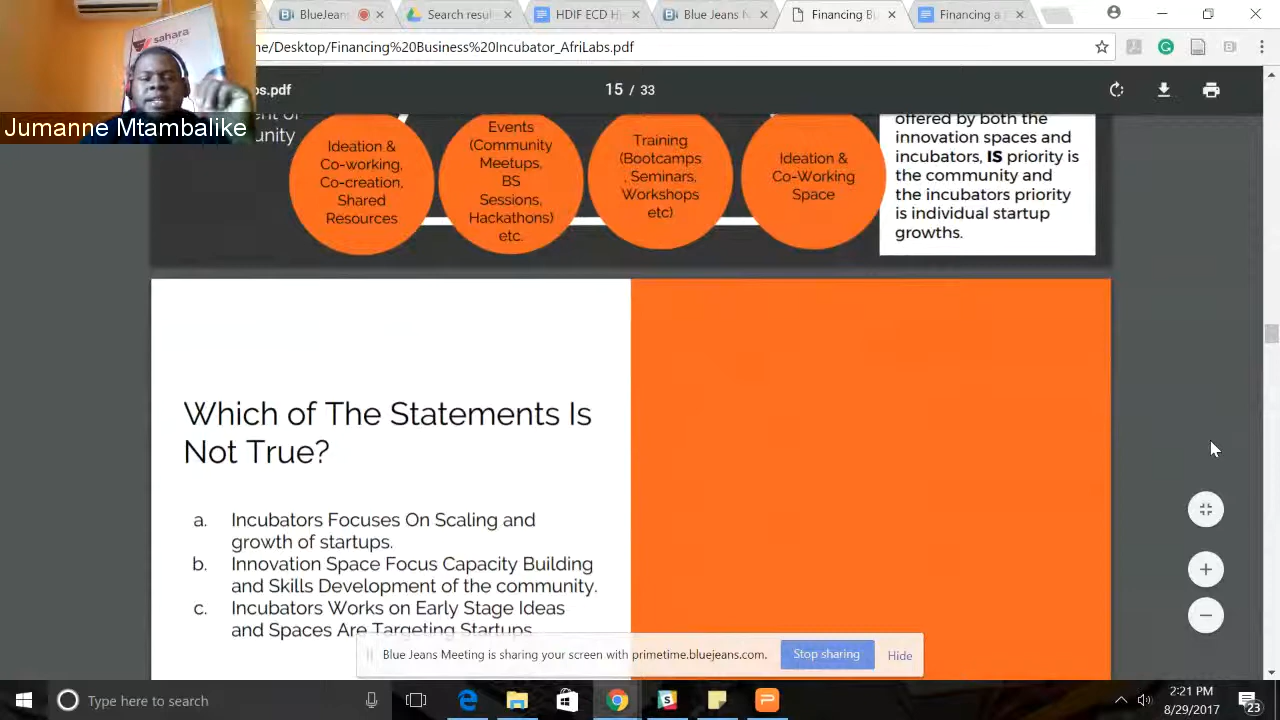 BlueJeans
Search resul
HDIF ECD H
Blue Jeans N
Financing B
Financing a
me/Desktop/Financing%20Business%20Incubator_AfriLabs.pdf
sahara
bs.pdf
15 / 33
Jumanne Mtambalike
Ideation &
Co-working,
Co-creation,
Shared
Resources
Events
(Community
Meetups,
BS
Sessions,
Hackathons)
etc.
Training
(Bootcamps
, Seminars,
Workshops
etc)
Ideation &
Co-Working
Space
offered by both the
innovation spaces and
incubators, IS priority is
the community and
the incubators priority
is individual startup
growths.
Which of The Statements Is
Not True?
a. Incubators Focuses On Scaling and
growth of startups.
b. Innovation Space Focus Capacity Building
and Skills Development of the community.
c. Incubators Works on Early Stage Ideas
and Spaces Are Targeting Startups.
Blue Jeans Meeting is sharing your screen with primetime.bluejeans.com.
Stop sharing
Hide
Type here to search
2:21 PM
8/29/2017
23